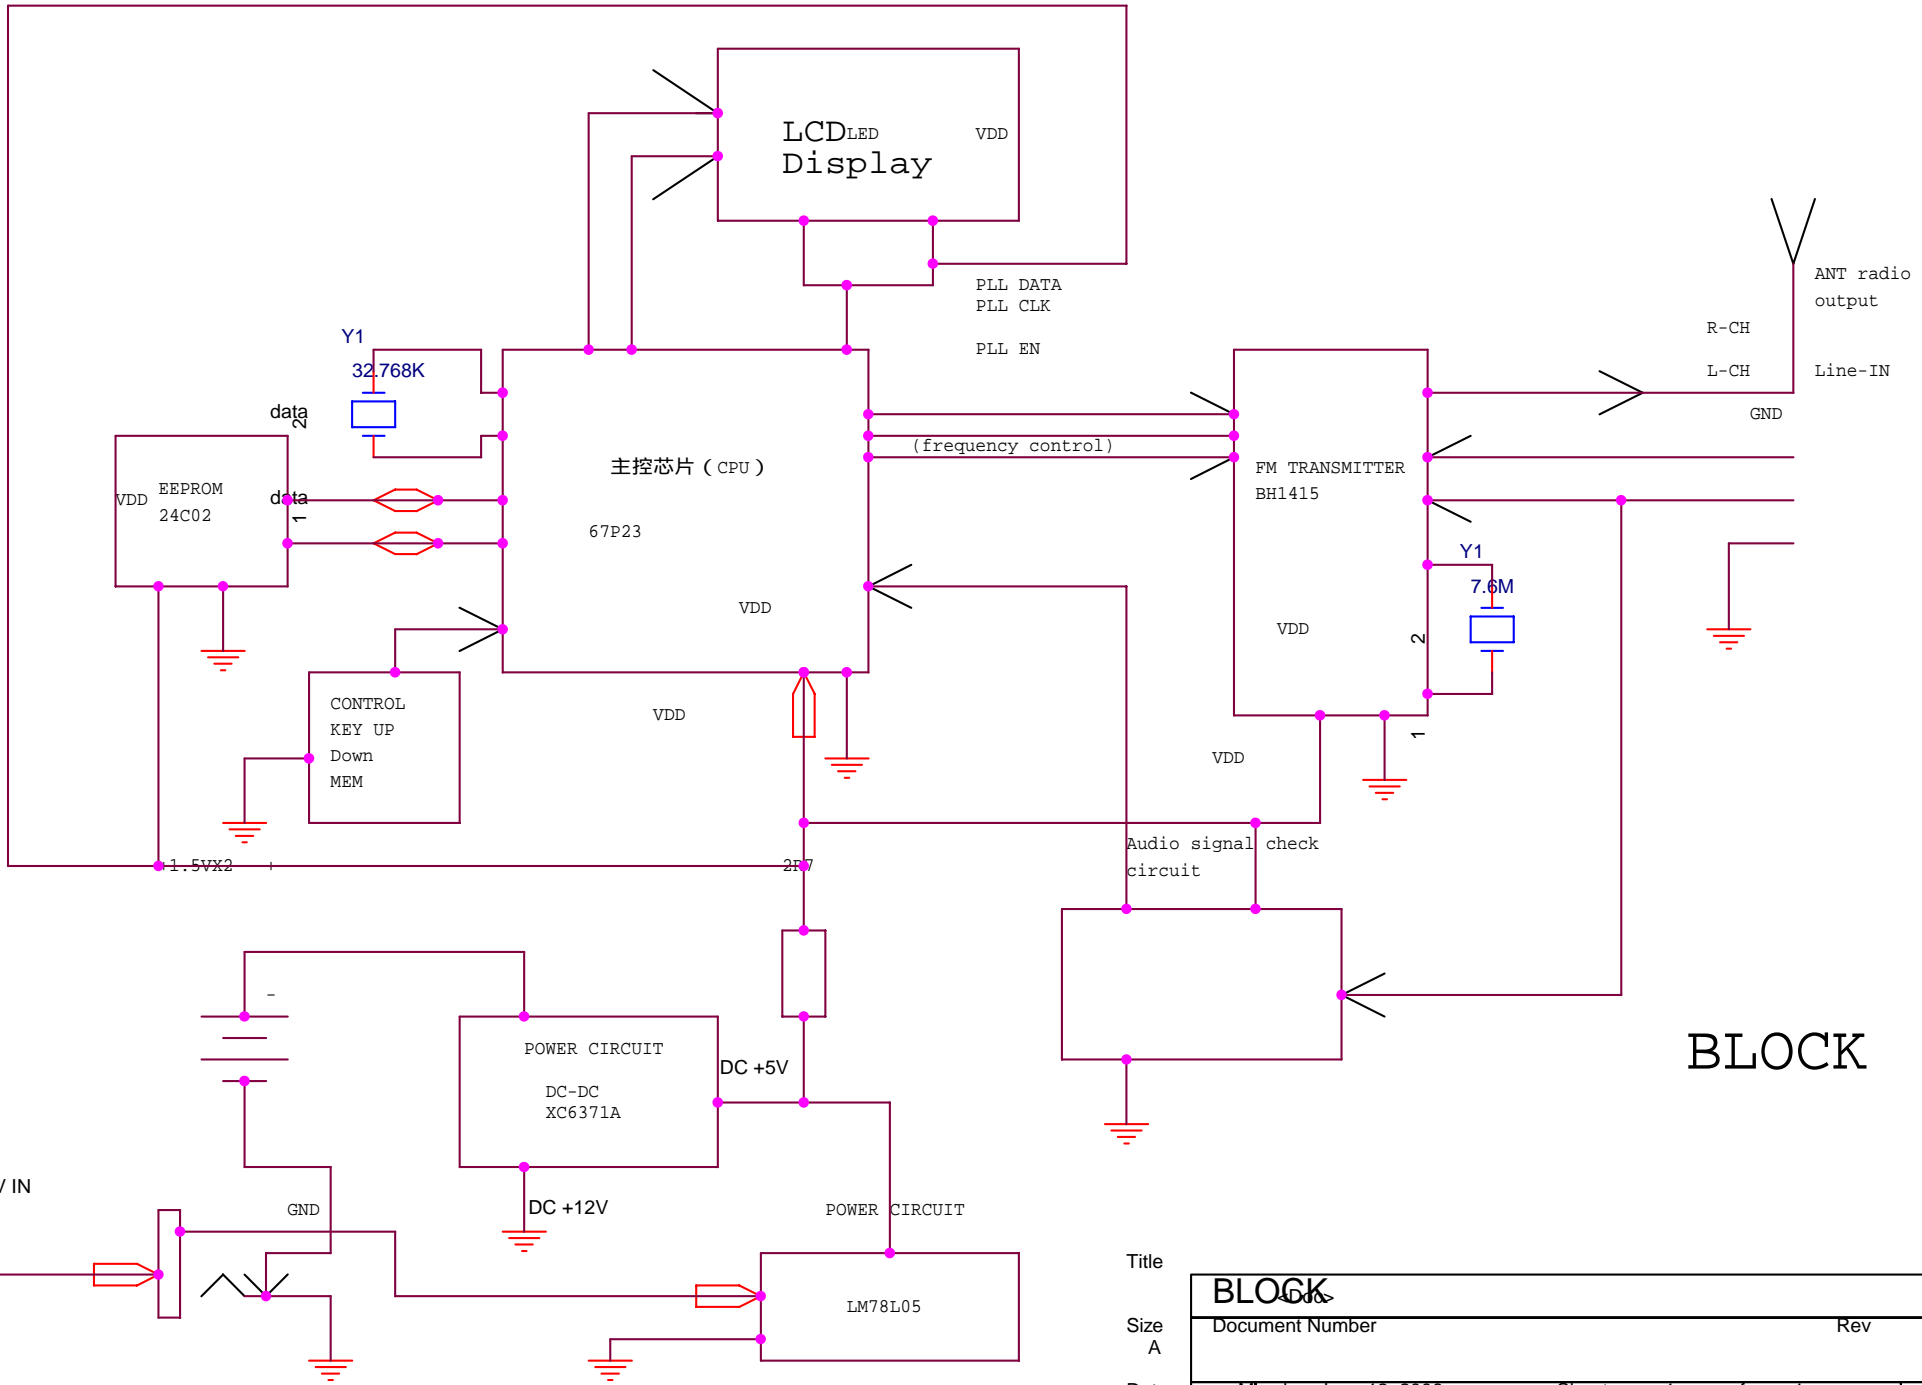 LCD LED VDD
Display
PLL DATA
PLL CLK
PLL EN
ANT radio
output
R-CH
L-CH Line-IN
GND
Y1
32.768K
data
2
data
1
VDD EEPROM
24C02
主控芯片（CPU）
67P23
VDD
(frequency control)
FM TRANSMITTER
BH1415
VDD
Y1
7.6M
2
1
CONTROL
KEY UP
Down
MEM
VDD
VDD
Audio signal check
circuit
+1.5VX2 +
2R7
-
POWER CIRCUIT
DC-DC
XC6371A
DC +5V
BLOCK
V IN
GND
DC +12V
POWER CIRCUIT
LM78L05
Title
BLOCK
<Doc>
Size
A
Document Number Rev